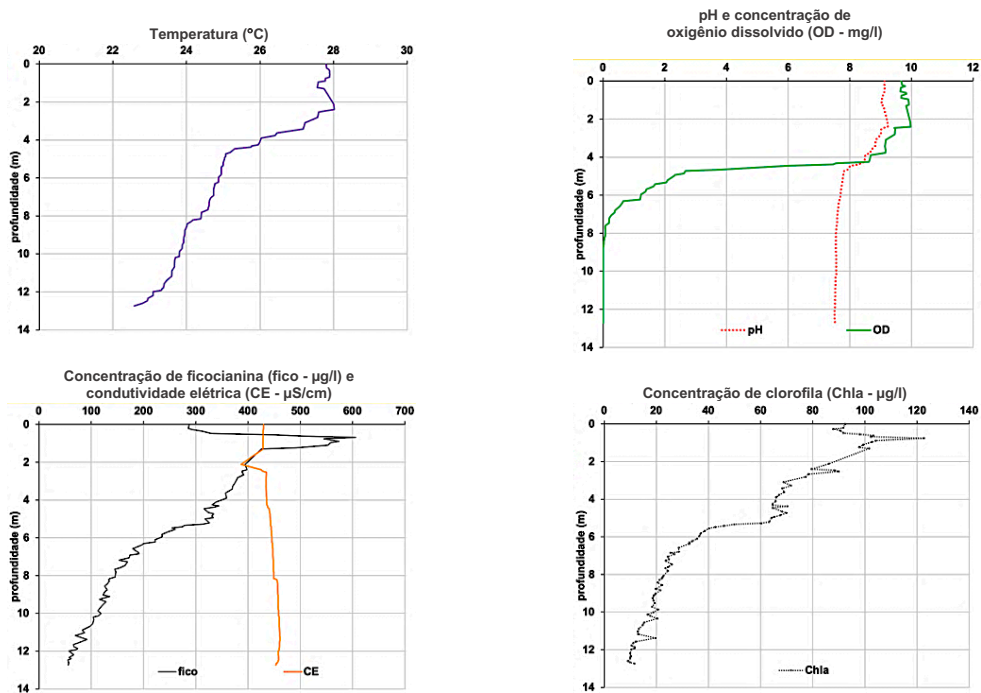 Temperatura (°C)
20 22 24 26 28 30
0
2
4
6
8
10
12
14
profundidade (m)
pH e concentração de
oxigênio dissolvido (OD - mg/l)
0 2 4 6 8 10 12
0
2
4
6
8
10
12
14
profundidade (m)
pH OD
Concentração de ficocianina (fico - µg/l) e
condutividade elétrica (CE - µS/cm)
0 100 200 300 400 500 600 700
0
2
4
6
8
10
12
14
profundidade (m)
fico CE
Concentração de clorofila (Chla - µg/l)
0 20 40 60 80 100 120 140
0
2
4
6
8
10
12
14
profundidade (m)
Chla